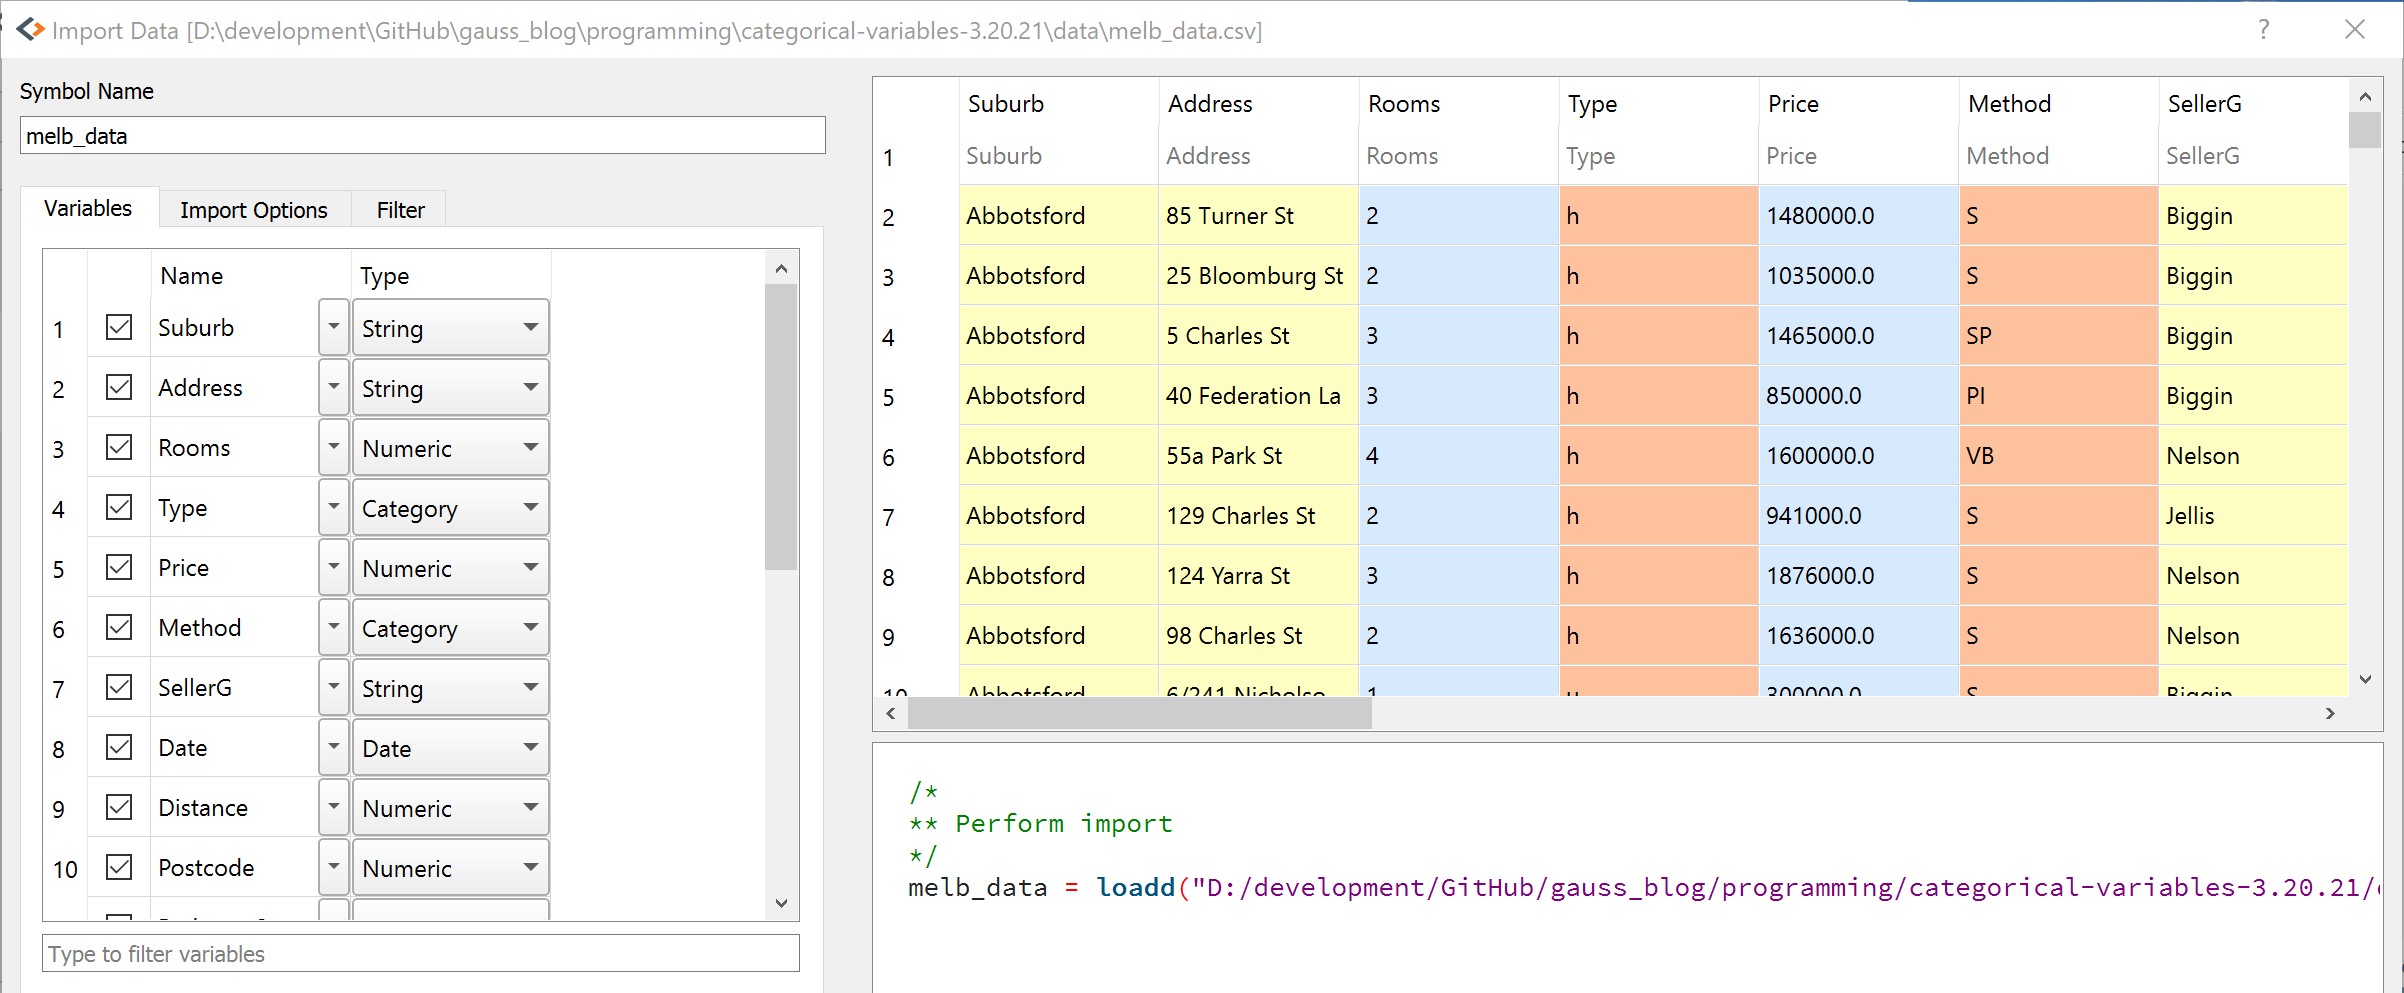 Import Data [D:\development\GitHub\gauss_blog\programming\categorical-variables-3.20.21\data\melb_data.csv] ?
Symbol Name
melb_data
Variables Import Options Filter
Name Type
1 Suburb String
2 Address String
3 Rooms Numeric
4 Type Category
5 Price Numeric
6 Method Category
7 SellerG String
8 Date Date
9 Distance Numeric
10 Postcode Numeric
Type to filter variables
Suburb Address Rooms Type Price Method SellerG
1 Suburb Address Rooms Type Price Method SellerG
2 Abbotsford 85 Turner St 2 h 1480000.0 S Biggin
3 Abbotsford 25 Bloomburg St 2 h 1035000.0 S Biggin
4 Abbotsford 5 Charles St 3 h 1465000.0 SP Biggin
5 Abbotsford 40 Federation La 3 h 850000.0 PI Biggin
6 Abbotsford 55a Park St 4 h 1600000.0 VB Nelson
7 Abbotsford 129 Charles St 2 h 941000.0 S Jellis
8 Abbotsford 124 Yarra St 3 h 1876000.0 S Nelson
9 Abbotsford 98 Charles St 2 h 1636000.0 S Nelson
10 Abbotsford 6/241 Nicholso 1 u 300000.0 S Biggin
/*
** Perform import
*/
melb_data = loadd("D:/development/GitHub/gauss_blog/programming/categorical-variables-3.20.21/